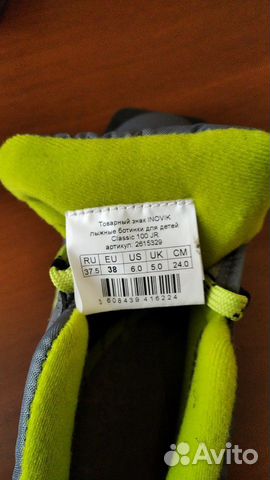 Товарный знак INOVIK
лыжные ботинки для детей
Classic 100 JR
артикул: 2615329
RU EU US UK CM
37.5 38 6.0 5.0 24.0
3 608439 416224
Avito